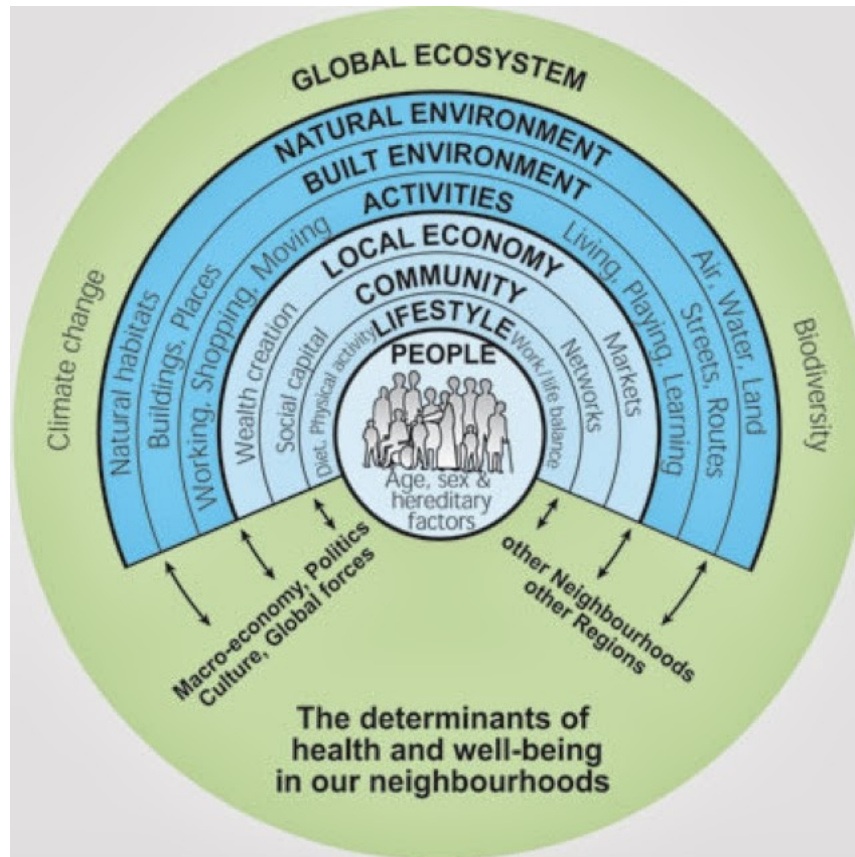 GLOBAL ECOSYSTEM
NATURAL ENVIRONMENT
BUILT ENVIRONMENT
ACTIVITIES
LOCAL ECONOMY
COMMUNITY
LIFESTYLE
PEOPLE
Age, sex &
hereditary
factors
Climate change
Natural habitats
Buildings, Places
Working, Shopping, Moving
Wealth creation
Social capital
Diet, Physical activity
Work/life balance
Networks
Markets
Living, Playing, Learning
Streets, Routes
Air, Water, Land
Biodiversity
Macro-economy, Politics
Culture, Global forces
other Neighbourhoods
other Regions
The determinants of
health and well-being
in our neighbourhoods